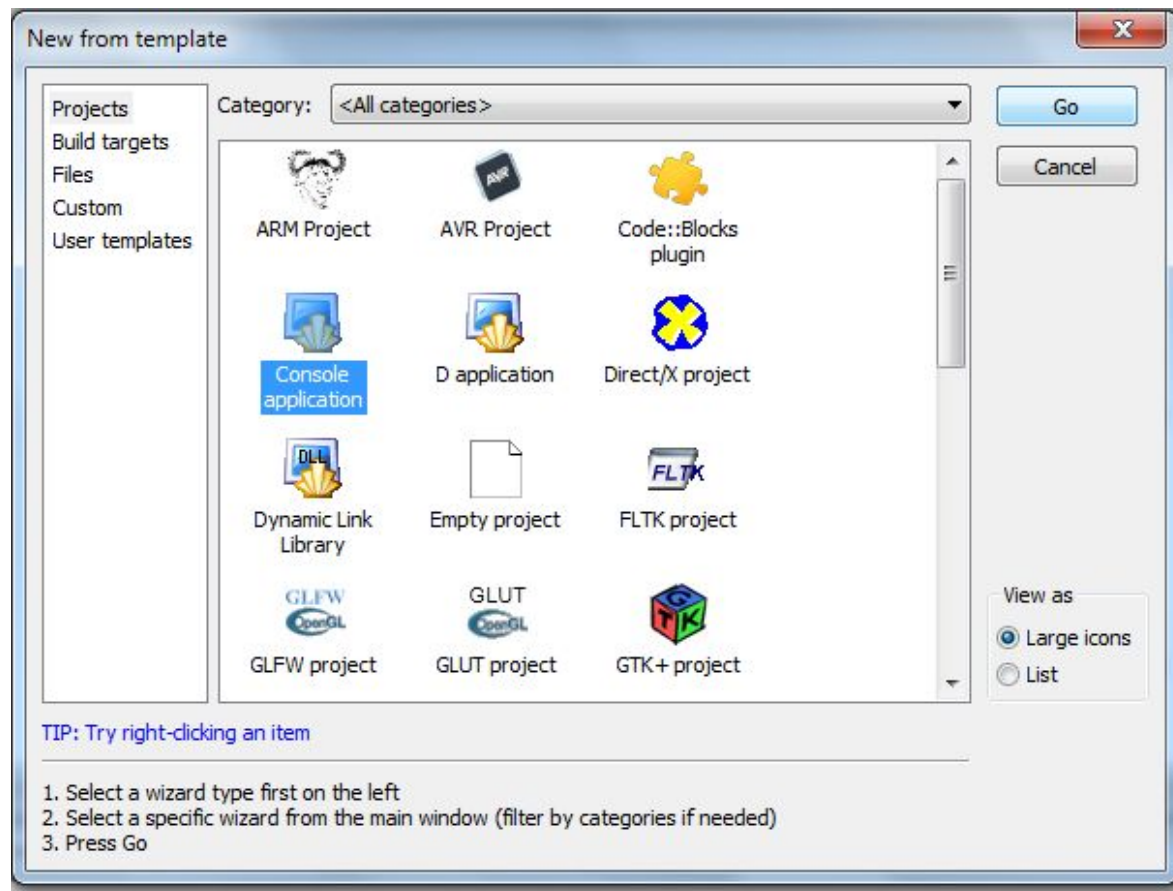 New from template
Projects
Build targets
Files
Custom
User templates
Category: <All categories>
Go
Cancel
AVR
ARM Project
AVR Project
Code::Blocks
plugin
Console
application
D application
Direct/X project
DLL
FLTK
Dynamic Link
Library
Empty project
FLTK project
GLFW
OpenGL
GLUT
OpenGL
G
T K
GLFW project
GLUT project
GTK+ project
View as
Large icons
List
TIP: Try right-clicking an item
1. Select a wizard type first on the left
2. Select a specific wizard from the main window (filter by categories if needed)
3. Press Go